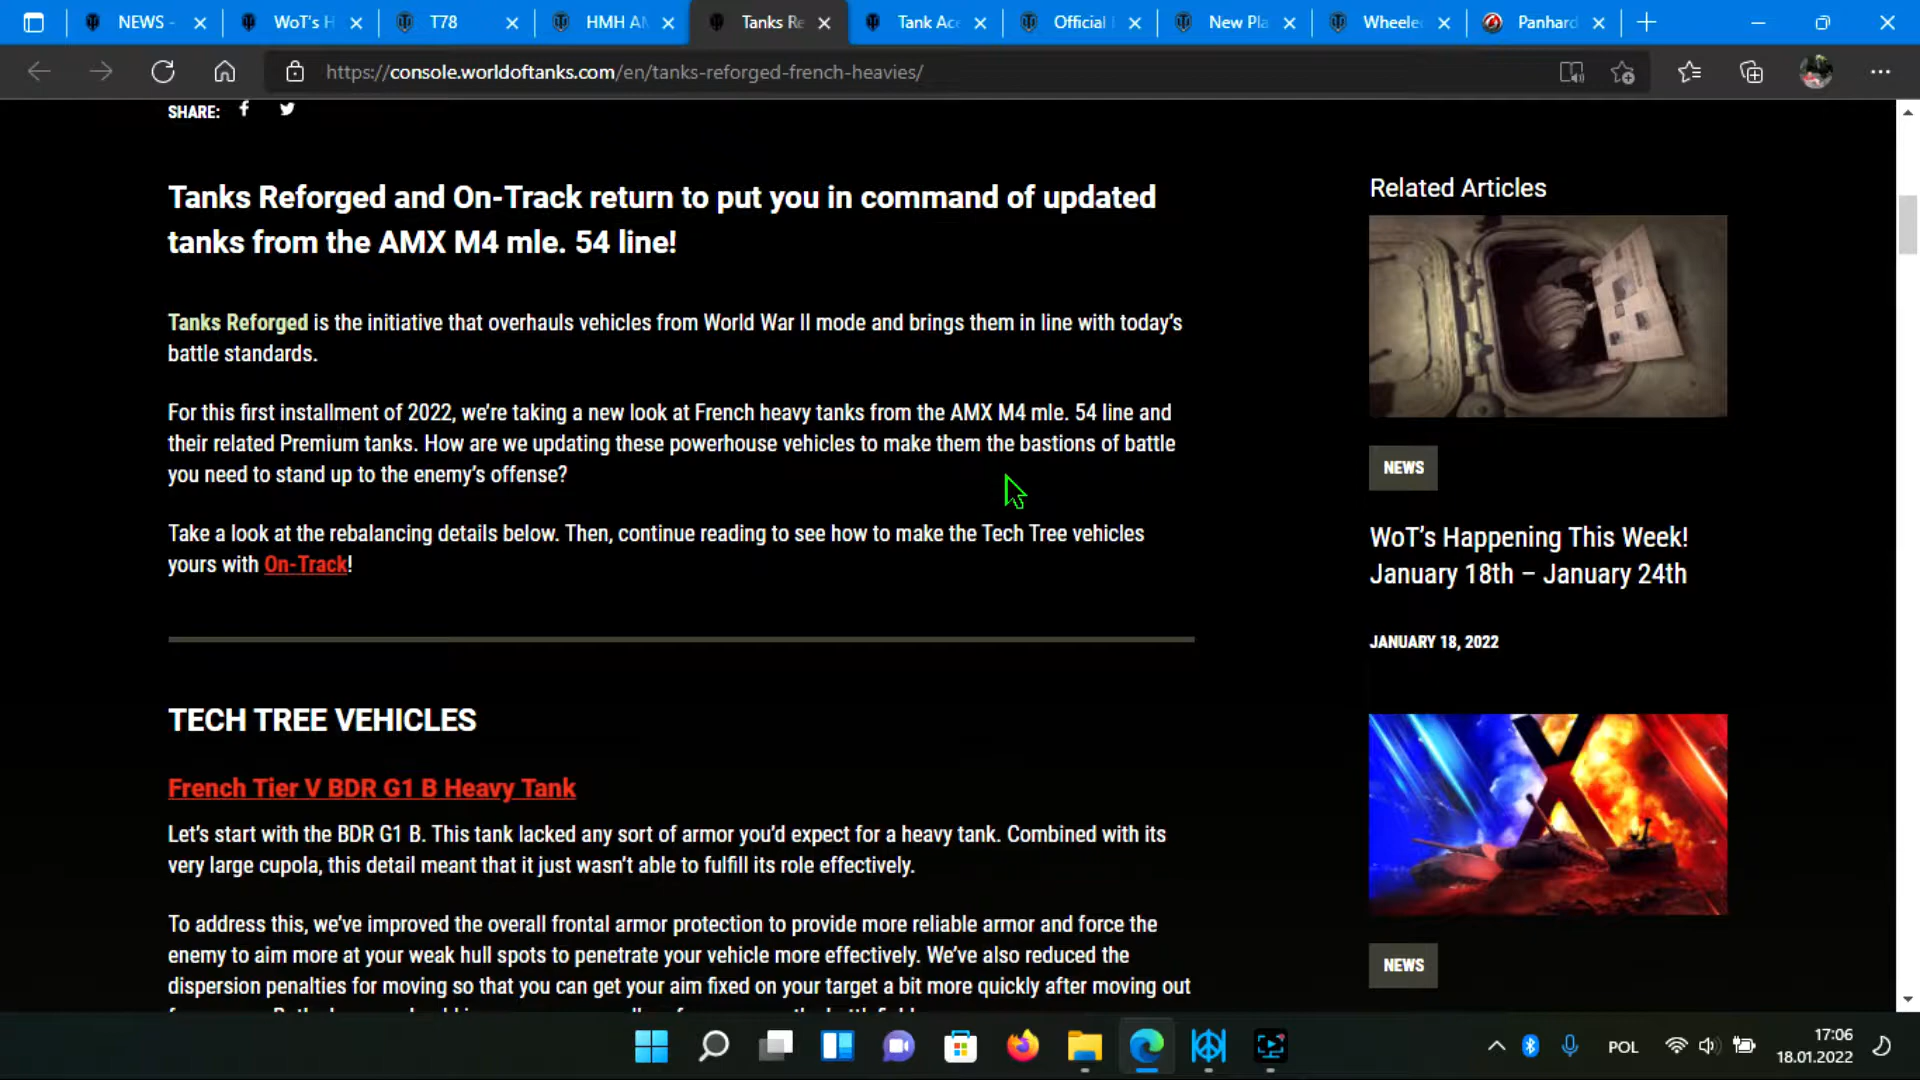 NEWS -
WoT's H
T78
HMH AM
Tanks Re
Tank Ace
Official
New Pla
Wheele
Panhard
https://console.worldoftanks.com/en/tanks-reforged-french-heavies/
SHARE:
Tanks Reforged and On-Track return to put you in command of updated
tanks from the AMX M4 mle. 54 line!
Tanks Reforged is the initiative that overhauls vehicles from World War II mode and brings them in line with today's
battle standards.
For this first installment of 2022, we're taking a new look at French heavy tanks from the AMX M4 mle. 54 line and
their related Premium tanks. How are we updating these powerhouse vehicles to make them the bastions of battle
you need to stand up to the enemy's offense?
Take a look at the rebalancing details below. Then, continue reading to see how to make the Tech Tree vehicles
yours with On-Track!
TECH TREE VEHICLES
French Tier V BDR G1 B Heavy Tank
Let's start with the BDR G1 B. This tank lacked any sort of armor you'd expect for a heavy tank. Combined with its
very large cupola, this detail meant that it just wasn't able to fulfill its role effectively.
To address this, we've improved the overall frontal armor protection to provide more reliable armor and force the
enemy to aim more at your weak hull spots to penetrate your vehicle more effectively. We've also reduced the
dispersion penalties for moving so that you can get your aim fixed on your target a bit more quickly after moving out
Related Articles
NEWS
WoT's Happening This Week!
January 18th – January 24th
JANUARY 18, 2022
NEWS
POL
17:06
18.01.2022